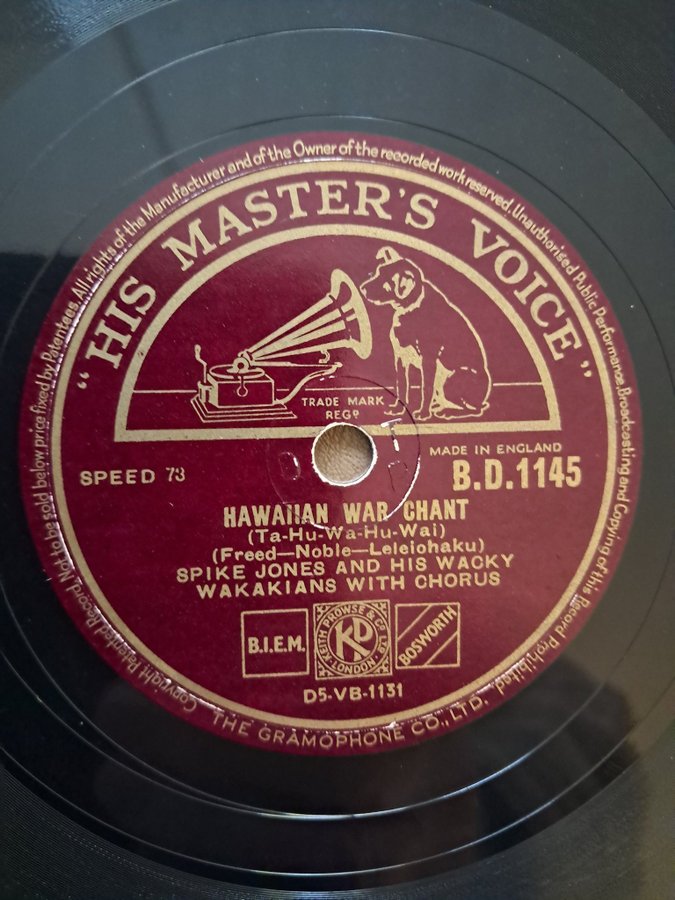 Not to be sold below price fixed by Patentees. All rights of the Manufacturer and of the Owner of the recorded work reserved. Unauthorised Public Performance, Broadcasting and Copying of this Record Prohibited
"HIS MASTER'S VOICE"
TRADE MARK
REGD
SPEED 78
MADE IN ENGLAND
B.D.1145
HAWAIIAN WAR CHANT
(Ta-Hu-Wa-Hu-Wai)
(Freed—Noble—Leleiohaku)
SPIKE JONES AND HIS WACKY
WAKAKIANS WITH CHORUS
B.I.E.M.
KEITH PROWSE & CO. LTD.
KP
LONDON
BOSWORTH
D5-VB-1131
Copyright Patented Record.
THE GRAMOPHONE CO., LTD.